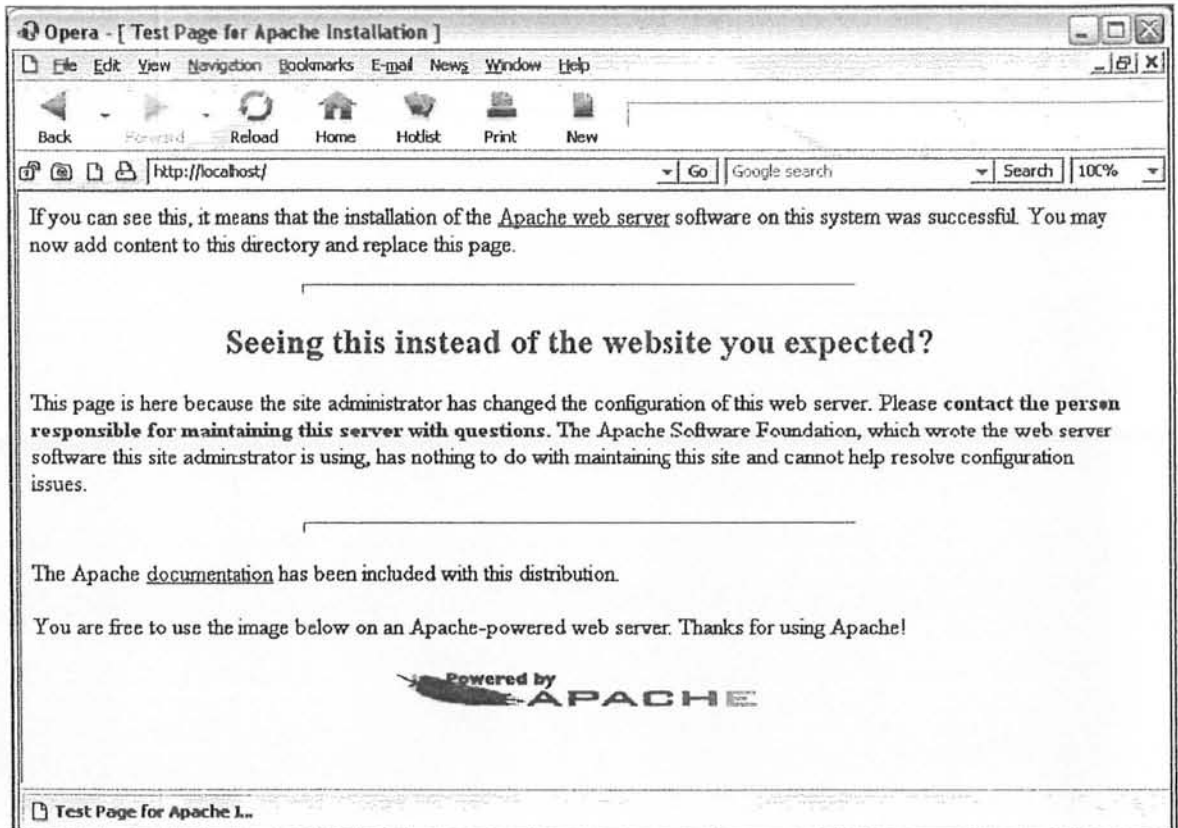 Opera - [ Test Page for Apache Installation ]
File Edit View Navigation Bookmarks E-mail News Window Help
Back Forward Reload Home Hotlist Print New
http://localhost/ Go Google search Search 100%
If you can see this, it means that the installation of the Apache web server software on this system was successful. You may
now add content to this directory and replace this page.
Seeing this instead of the website you expected?
This page is here because the site administrator has changed the configuration of this web server. Please contact the person
responsible for maintaining this server with questions. The Apache Software Foundation, which wrote the web server
software this site administrator is using, has nothing to do with maintaining this site and cannot help resolve configuration
issues.
The Apache documentation has been included with this distribution.
You are free to use the image below on an Apache-powered web server. Thanks for using Apache!
Powered by
APACHE
Test Page for Apache I...